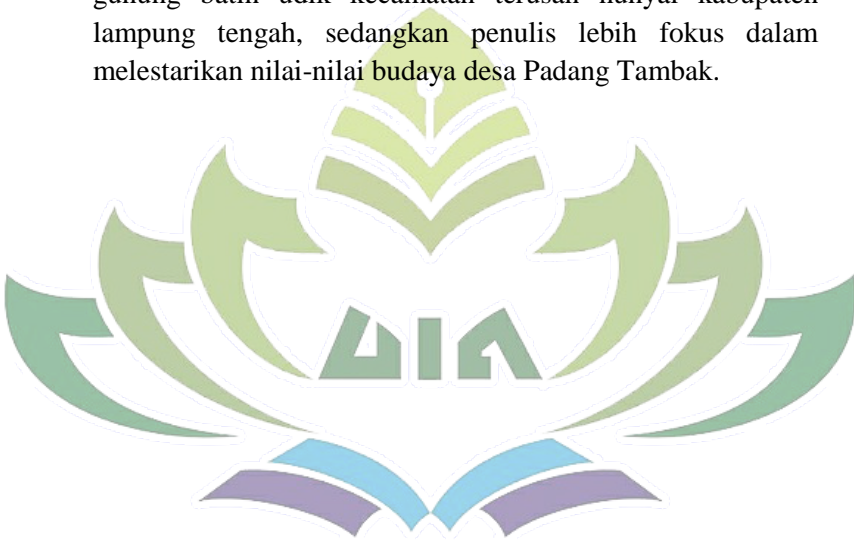 gunung batin udik kecamatan terusan nunyai kabupaten
lampung tengah, sedangkan penulis lebih fokus dalam
melestarikan nilai-nilai budaya desa Padang Tambak.
UIN